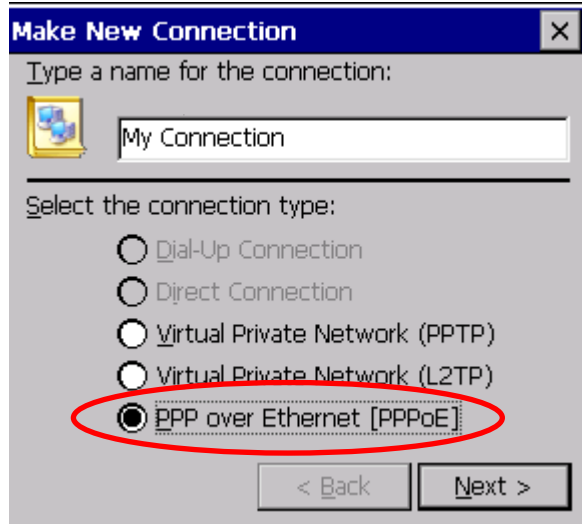 Make New Connection
Type a name for the connection:
My Connection
Select the connection type:
Dial-Up Connection
Direct Connection
Virtual Private Network (PPTP)
Virtual Private Network (L2TP)
PPP over Ethernet [PPPoE]
< Back Next >